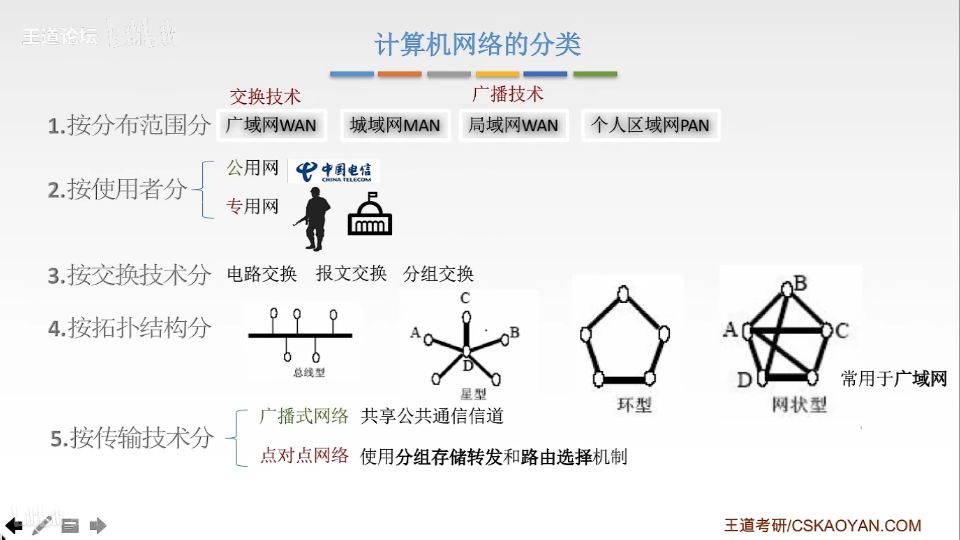 王道论坛
计算机网络的分类
交换技术
广播技术
1.按分布范围分
广域网WAN
城域网MAN
局域网WAN
个人区域网PAN
2.按使用者分
公用网
中国电信
CHINA TELECOM
专用网
3.按交换技术分
电路交换
报文交换
分组交换
4.按拓扑结构分
总线型
C
A
B
D
星型
环型
B
A
C
D
网状型
常用于广域网
5.按传输技术分
广播式网络 共享公共通信信道
点对点网络 使用分组存储转发和路由选择机制
王道考研/CSKAOYAN.COM